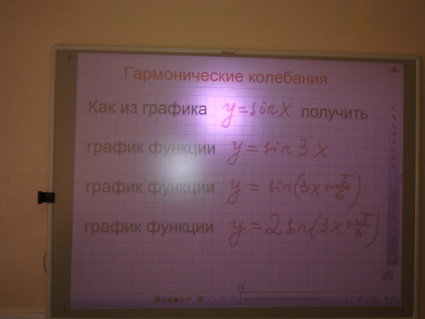 Гармонические колебания
Как из графика y=sin x получить
график функции y = sin 3x
график функции y = sin(3x+π/6)
график функции y = 2sin(3x+π/6)